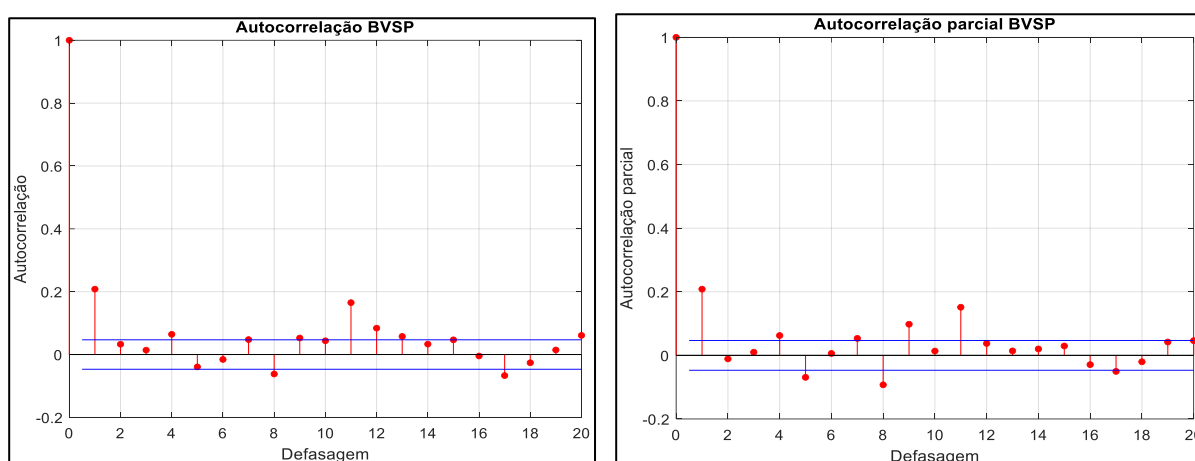 Autocorrelação BVSP
1
0.8
0.6
0.4
0.2
0
-0.2
Autocorrelação
0 2 4 6 8 10 12 14 16 18 20
Defasagem
Autocorrelação parcial BVSP
1
0.8
0.6
0.4
0.2
0
-0.2
Autocorrelação parcial
0 2 4 6 8 10 12 14 16 18 20
Defasagem